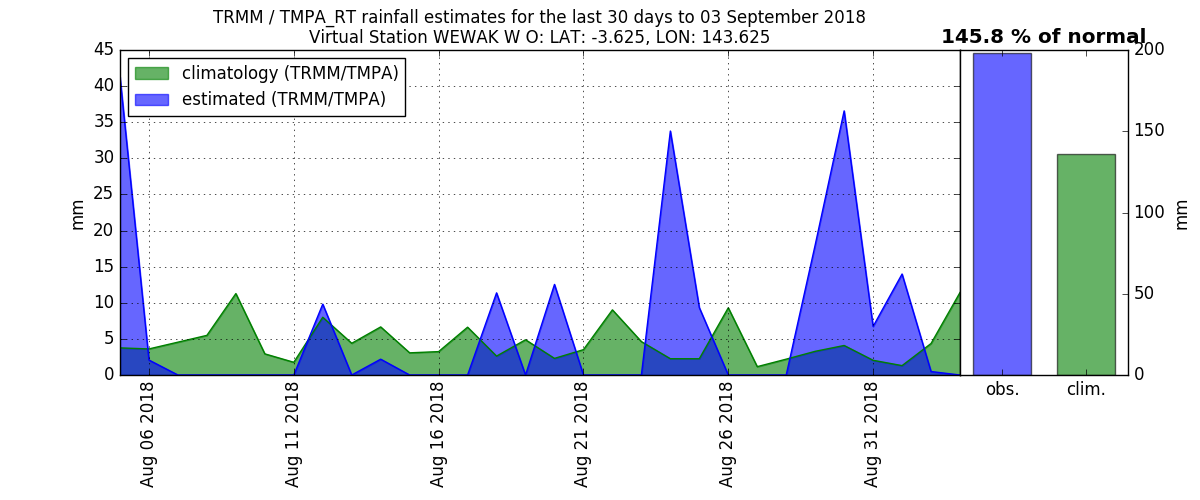 TRMM / TMPA_RT rainfall estimates for the last 30 days to 03 September 2018
Virtual Station WEWAK W O: LAT: -3.625, LON: 143.625
145.8 % of normal
climatology (TRMM/TMPA)
estimated (TRMM/TMPA)
45
40
35
30
25
20
15
10
5
0
mm
Aug 06 2018
Aug 11 2018
Aug 16 2018
Aug 21 2018
Aug 26 2018
Aug 31 2018
200
150
100
50
0
mm
obs.
clim.